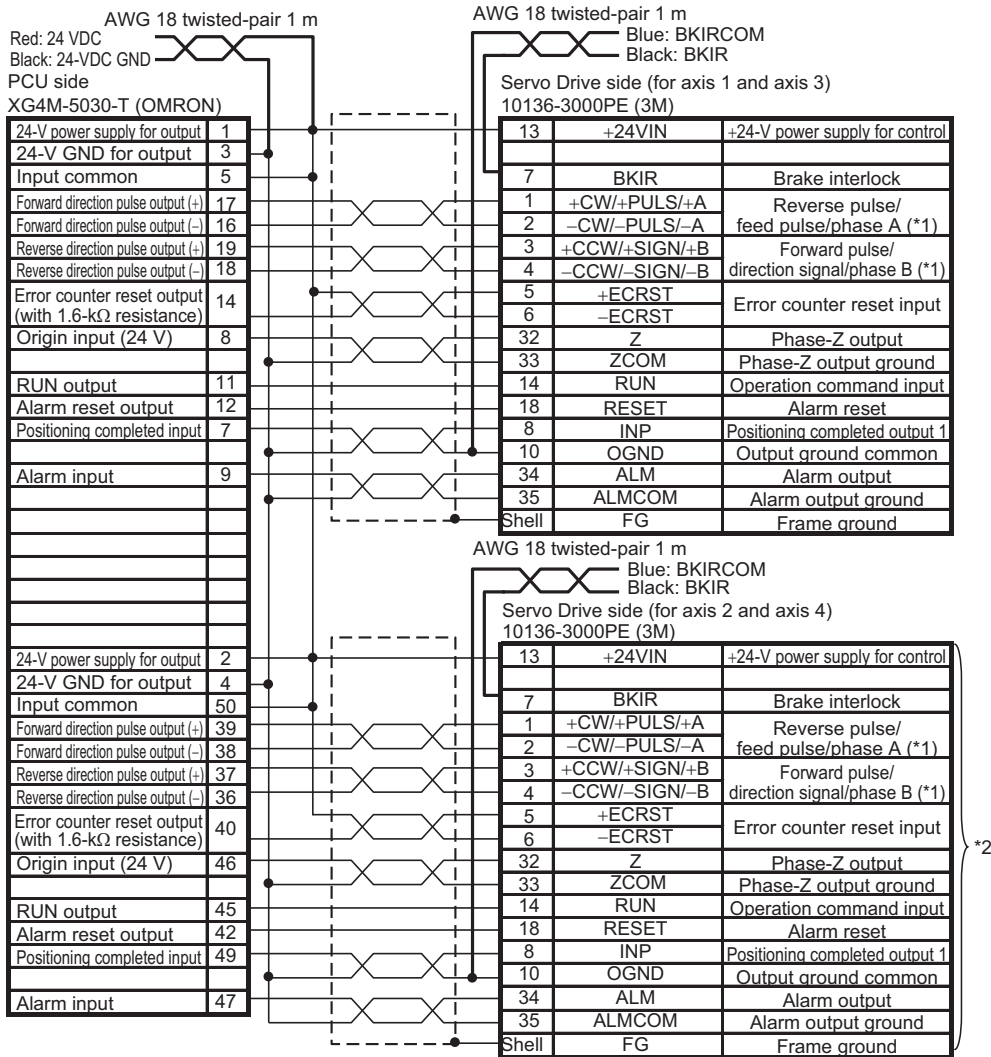 AWG 18 twisted-pair 1 m
Red: 24 VDC
Black: 24-VDC GND
PCU side
XG4M-5030-T (OMRON)
24-V power supply for output 1
24-V GND for output 3
Input common 5
Forward direction pulse output (+) 17
Forward direction pulse output (−) 16
Reverse direction pulse output (+) 19
Reverse direction pulse output (−) 18
Error counter reset output
(with 1.6-kΩ resistance) 14
Origin input (24 V) 8
RUN output 11
Alarm reset output 12
Positioning completed input 7
Alarm input 9
24-V power supply for output 2
24-V GND for output 4
Input common 50
Forward direction pulse output (+) 39
Forward direction pulse output (−) 38
Reverse direction pulse output (+) 37
Reverse direction pulse output (−) 36
Error counter reset output
(with 1.6-kΩ resistance) 40
Origin input (24 V) 46
RUN output 45
Alarm reset output 42
Positioning completed input 49
Alarm input 47
AWG 18 twisted-pair 1 m
Blue: BKIRCOM
Black: BKIR
Servo Drive side (for axis 1 and axis 3)
10136-3000PE (3M)
13 +24VIN +24-V power supply for control
7 BKIR Brake interlock
1 +CW/+PULS/+A Reverse pulse/
2 −CW/−PULS/−A feed pulse/phase A (*1)
3 +CCW/+SIGN/+B Forward pulse/
4 −CCW/−SIGN/−B direction signal/phase B (*1)
5 +ECRST Error counter reset input
6 −ECRST
32 Z Phase-Z output
33 ZCOM Phase-Z output ground
14 RUN Operation command input
18 RESET Alarm reset
8 INP Positioning completed output 1
10 OGND Output ground common
34 ALM Alarm output
35 ALMCOM Alarm output ground
Shell FG Frame ground
AWG 18 twisted-pair 1 m
Blue: BKIRCOM
Black: BKIR
Servo Drive side (for axis 2 and axis 4)
10136-3000PE (3M)
13 +24VIN +24-V power supply for control
7 BKIR Brake interlock
1 +CW/+PULS/+A Reverse pulse/
2 −CW/−PULS/−A feed pulse/phase A (*1)
3 +CCW/+SIGN/+B Forward pulse/
4 −CCW/−SIGN/−B direction signal/phase B (*1)
5 +ECRST Error counter reset input
6 −ECRST
32 Z Phase-Z output
33 ZCOM Phase-Z output ground
14 RUN Operation command input
18 RESET Alarm reset
8 INP Positioning completed output 1
10 OGND Output ground common
34 ALM Alarm output
35 ALMCOM Alarm output ground
Shell FG Frame ground
*2